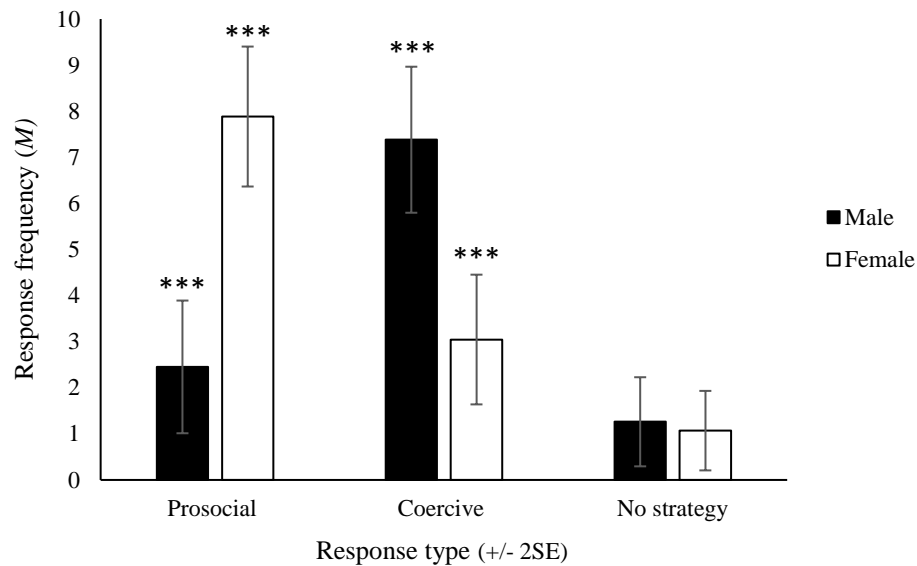 10
9
8
7
6
5
4
3
2
1
0
Response frequency (M)
***
***
***
***
Prosocial
Coercive
No strategy
Response type (+/- 2SE)
Male
Female